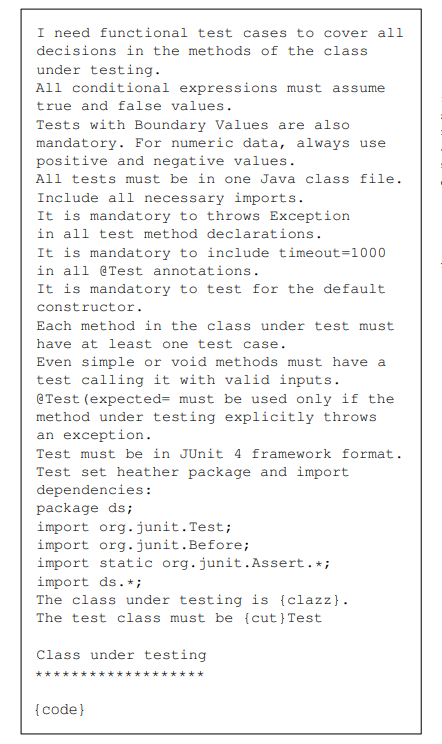 I need functional test cases to cover all
decisions in the methods of the class
under testing.
All conditional expressions must assume
true and false values.
Tests with Boundary Values are also
mandatory. For numeric data, always use
positive and negative values.
All tests must be in one Java class file.
Include all necessary imports.
It is mandatory to throws Exception
in all test method declarations.
It is mandatory to include timeout=1000
in all @Test annotations.
It is mandatory to test for the default
constructor.
Each method in the class under test must
have at least one test case.
Even simple or void methods must have a
test calling it with valid inputs.
@Test(expected= must be used only if the
method under testing explicitly throws
an exception.
Test must be in JUnit 4 framework format.
Test set heather package and import
dependencies:
package ds;
import org.junit.Test;
import org.junit.Before;
import static org.junit.Assert.*;
import ds.*;
The class under testing is {clazz}.
The test class must be {cut}Test
Class under testing
*******************
{code}